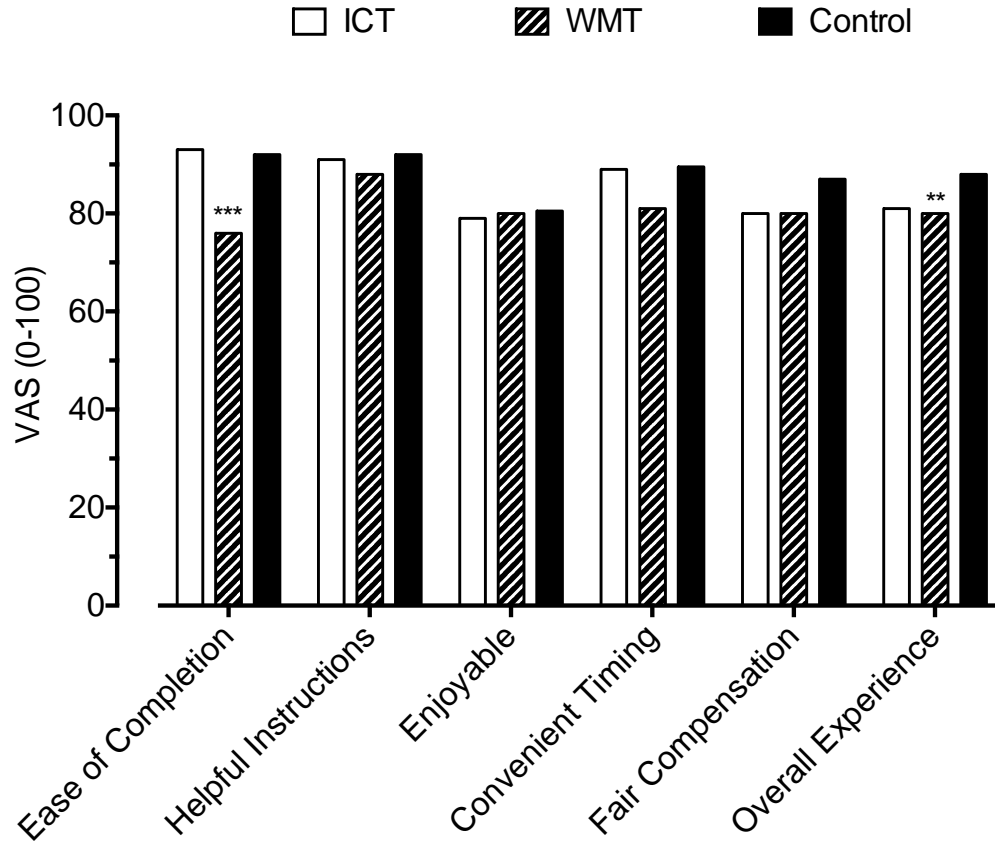 ICT WMT Control
VAS (0-100)
100
80
60
40
20
0
***
**
Ease of Completion
Helpful Instructions
Enjoyable
Convenient Timing
Fair Compensation
Overall Experience